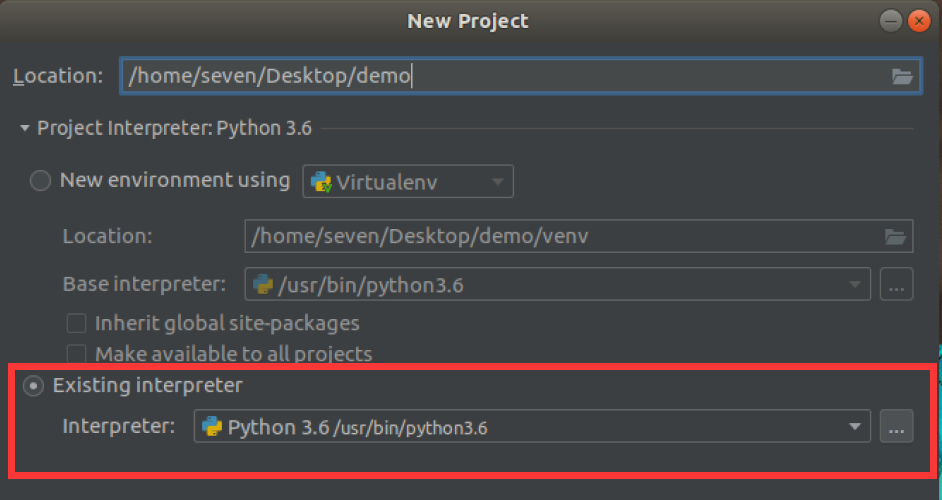 New Project
Location: /home/seven/Desktop/demo
Project Interpreter: Python 3.6
New environment using Virtualenv
Location: /home/seven/Desktop/demo/venv
Base interpreter: /usr/bin/python3.6 ...
Inherit global site-packages
Make available to all projects
Existing interpreter
Interpreter: Python 3.6 /usr/bin/python3.6 ...